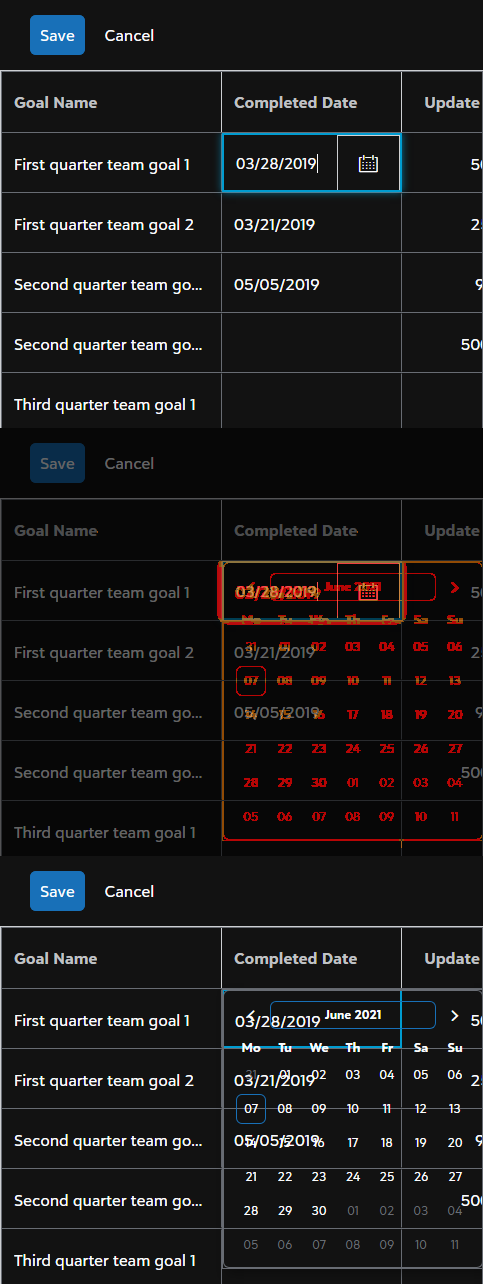 Save Cancel
Goal Name Completed Date Update
First quarter team goal 1 03/28/2019 50
First quarter team goal 2 03/21/2019 2
Second quarter team go... 05/05/2019 9
Second quarter team go... 500
Third quarter team goal 1
Save Cancel
Goal Name Completed Date Update
First quarter team goal 1 03/28/2019 June 2021 50
Mo Tu We Th Fr Sa Su
31 01 02 03 04 05 06
First quarter team goal 2 03/21/2019 2
07 08 09 10 11 12 13
Second quarter team go... 05/05/2019 9
14 15 16 17 18 19 20
21 22 23 24 25 26 27
Second quarter team go... 500
28 29 30 01 02 03 04
05 06 07 08 09 10 11
Third quarter team goal 1
Save Cancel
Goal Name Completed Date Update
June 2021
First quarter team goal 1 03/28/2019 50
Mo Tu We Th Fr Sa Su
31 01 02 03 04 05 06
First quarter team goal 2 03/21/2019 2
07 08 09 10 11 12 13
Second quarter team go... 05/05/2019 9
14 15 16 17 18 19 20
21 22 23 24 25 26 27
Second quarter team go... 500
28 29 30 01 02 03 04
05 06 07 08 09 10 11
Third quarter team goal 1